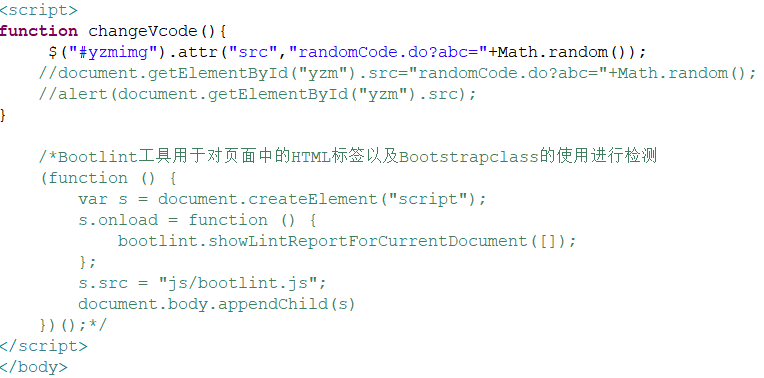 <script>
function changeVcode(){
     $("#yzmimg").attr("src","randomCode.do?abc="+Math.random());
    //document.getElementById("yzm").src="randomCode.do?abc="+Math.random();
    //alert(document.getElementById("yzm").src);
}

    /*Bootlint工具用于对页面中的HTML标签以及Bootstrapclass的使用进行检测
    (function () {
        var s = document.createElement("script");
        s.onload = function () {
            bootlint.showLintReportForCurrentDocument([]);
        };
        s.src = "js/bootlint.js";
        document.body.appendChild(s)
    })();*/
</script>
</body>